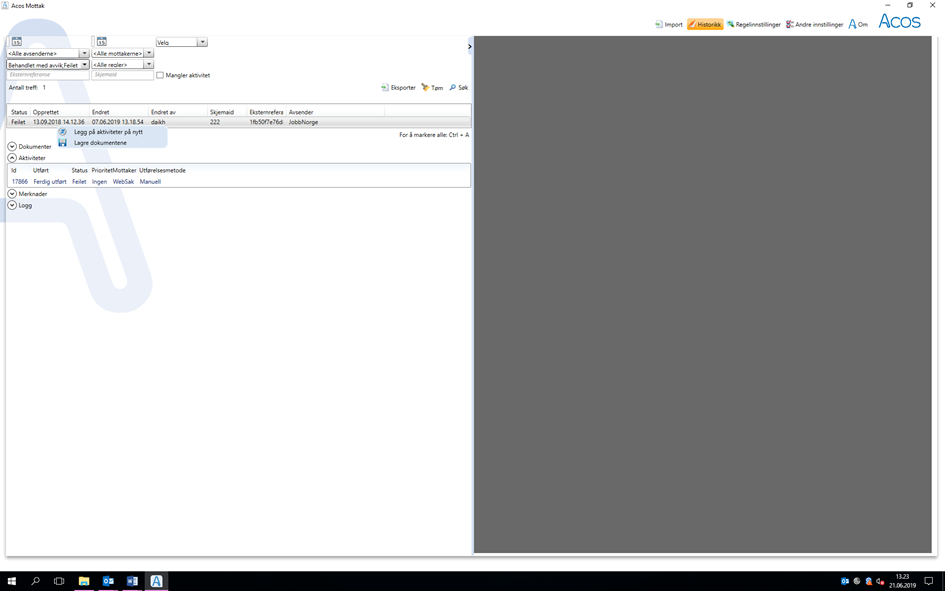 Acos Mottak
Import Historikk Regelinnstillinger Andre innstillinger Om Acos
15 15 Velg
<Alle avsenderne> <Alle mottakerne>
Behandlet med avvik;Feilet <Alle regler>
Eksternreferanse Skjemaid Mangler aktivitet
Antall treff: 1 Eksporter Tøm Søk
Status Opprettet Endret Endret av Skjemaid Eksternrefera Avsender
Feilet 13.09.2018 14.12.36 07.06.2019 13.18.54 daikh 222 1fb50f7e76d JobbNorge
Legg på aktiviteter på nytt
For å markere alle: Ctrl + A
Lagre dokumentene
Dokumenter
Aktiviteter
Id Utført Status Prioritet Mottaker Utførelsesmetode
17866 Ferdig utført Feilet Ingen WebSak Manuell
Merknader
Logg
13.23
21.06.2019